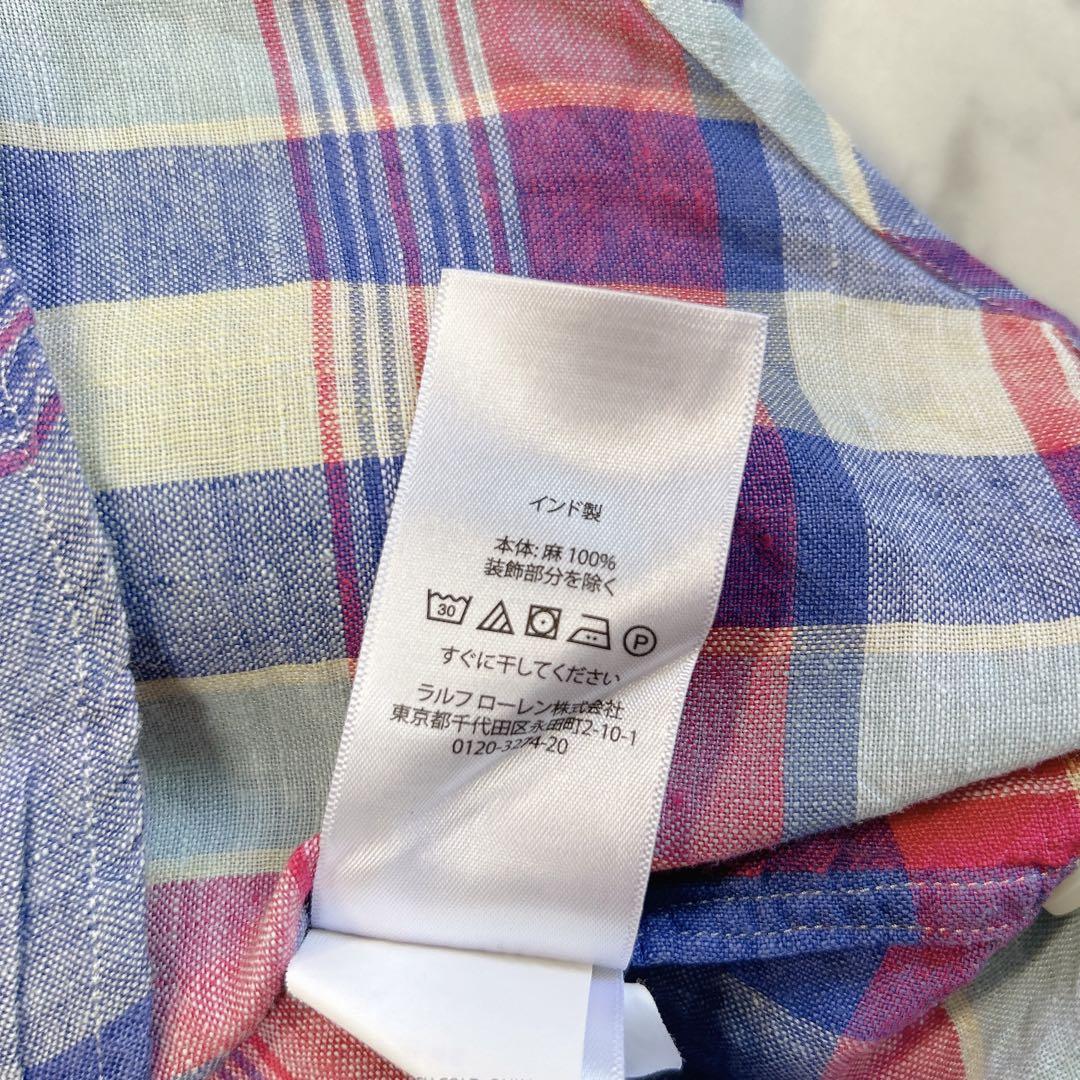 インド製
本体: 麻 100%
装飾部分を除く
30 P
すぐに干してください
ラルフ ローレン株式会社
東京都千代田区永田町2-10-1
0120-3274-20